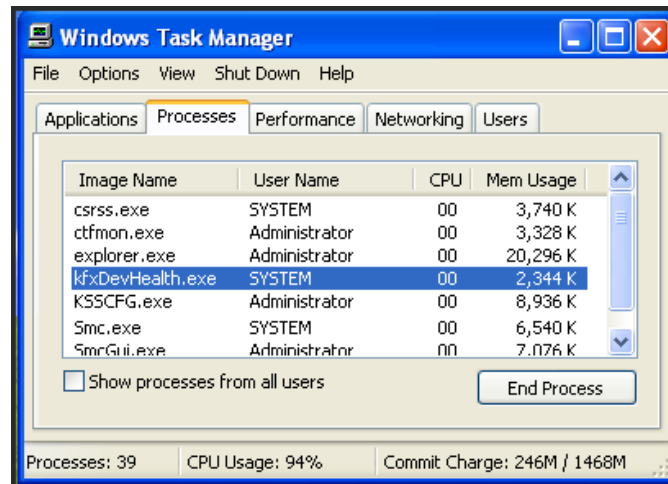 Windows Task Manager
File Options View Shut Down Help
Applications Processes Performance Networking Users
Image Name User Name CPU Mem Usage
csrss.exe SYSTEM 00 3,740 K
ctfmon.exe Administrator 00 3,328 K
explorer.exe Administrator 00 20,296 K
kfxDevHealth.exe SYSTEM 00 2,344 K
KSSCFG.exe Administrator 00 8,936 K
Smc.exe SYSTEM 00 6,540 K
SmcGui.exe Administrator 00 7,076 K
Show processes from all users End Process
Processes: 39 CPU Usage: 94% Commit Charge: 246M / 1468M